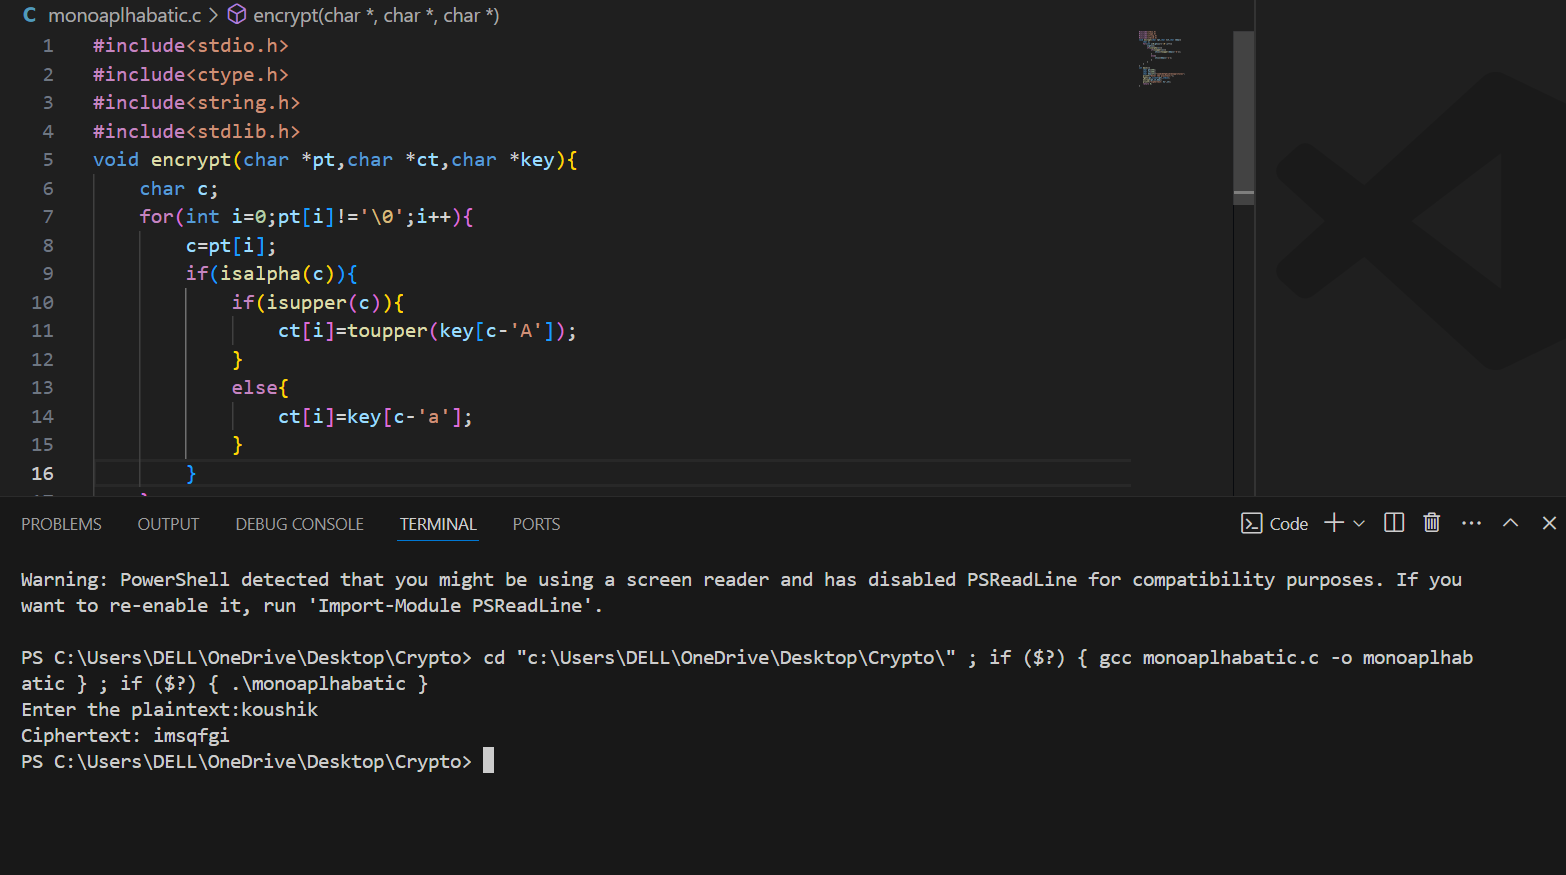 C monoaplhabatic.c > encrypt(char *, char *, char *)
1 #include<stdio.h>
2 #include<ctype.h>
3 #include<string.h>
4 #include<stdlib.h>
5 void encrypt(char *pt,char *ct,char *key){
6     char c;
7     for(int i=0;pt[i]!='\0';i++){
8         c=pt[i];
9         if(isalpha(c)){
10             if(isupper(c)){
11                 ct[i]=toupper(key[c-'A']);
12             }
13             else{
14                 ct[i]=key[c-'a'];
15             }
16         }
PROBLEMS OUTPUT DEBUG CONSOLE TERMINAL PORTS Code
Warning: PowerShell detected that you might be using a screen reader and has disabled PSReadLine for compatibility purposes. If you
want to re-enable it, run 'Import-Module PSReadLine'.
PS C:\Users\DELL\OneDrive\Desktop\Crypto> cd "c:\Users\DELL\OneDrive\Desktop\Crypto\" ; if ($?) { gcc monoaplhabatic.c -o monoaplhab
atic } ; if ($?) { .\monoaplhabatic }
Enter the plaintext:koushik
Ciphertext: imsqfgi
PS C:\Users\DELL\OneDrive\Desktop\Crypto>